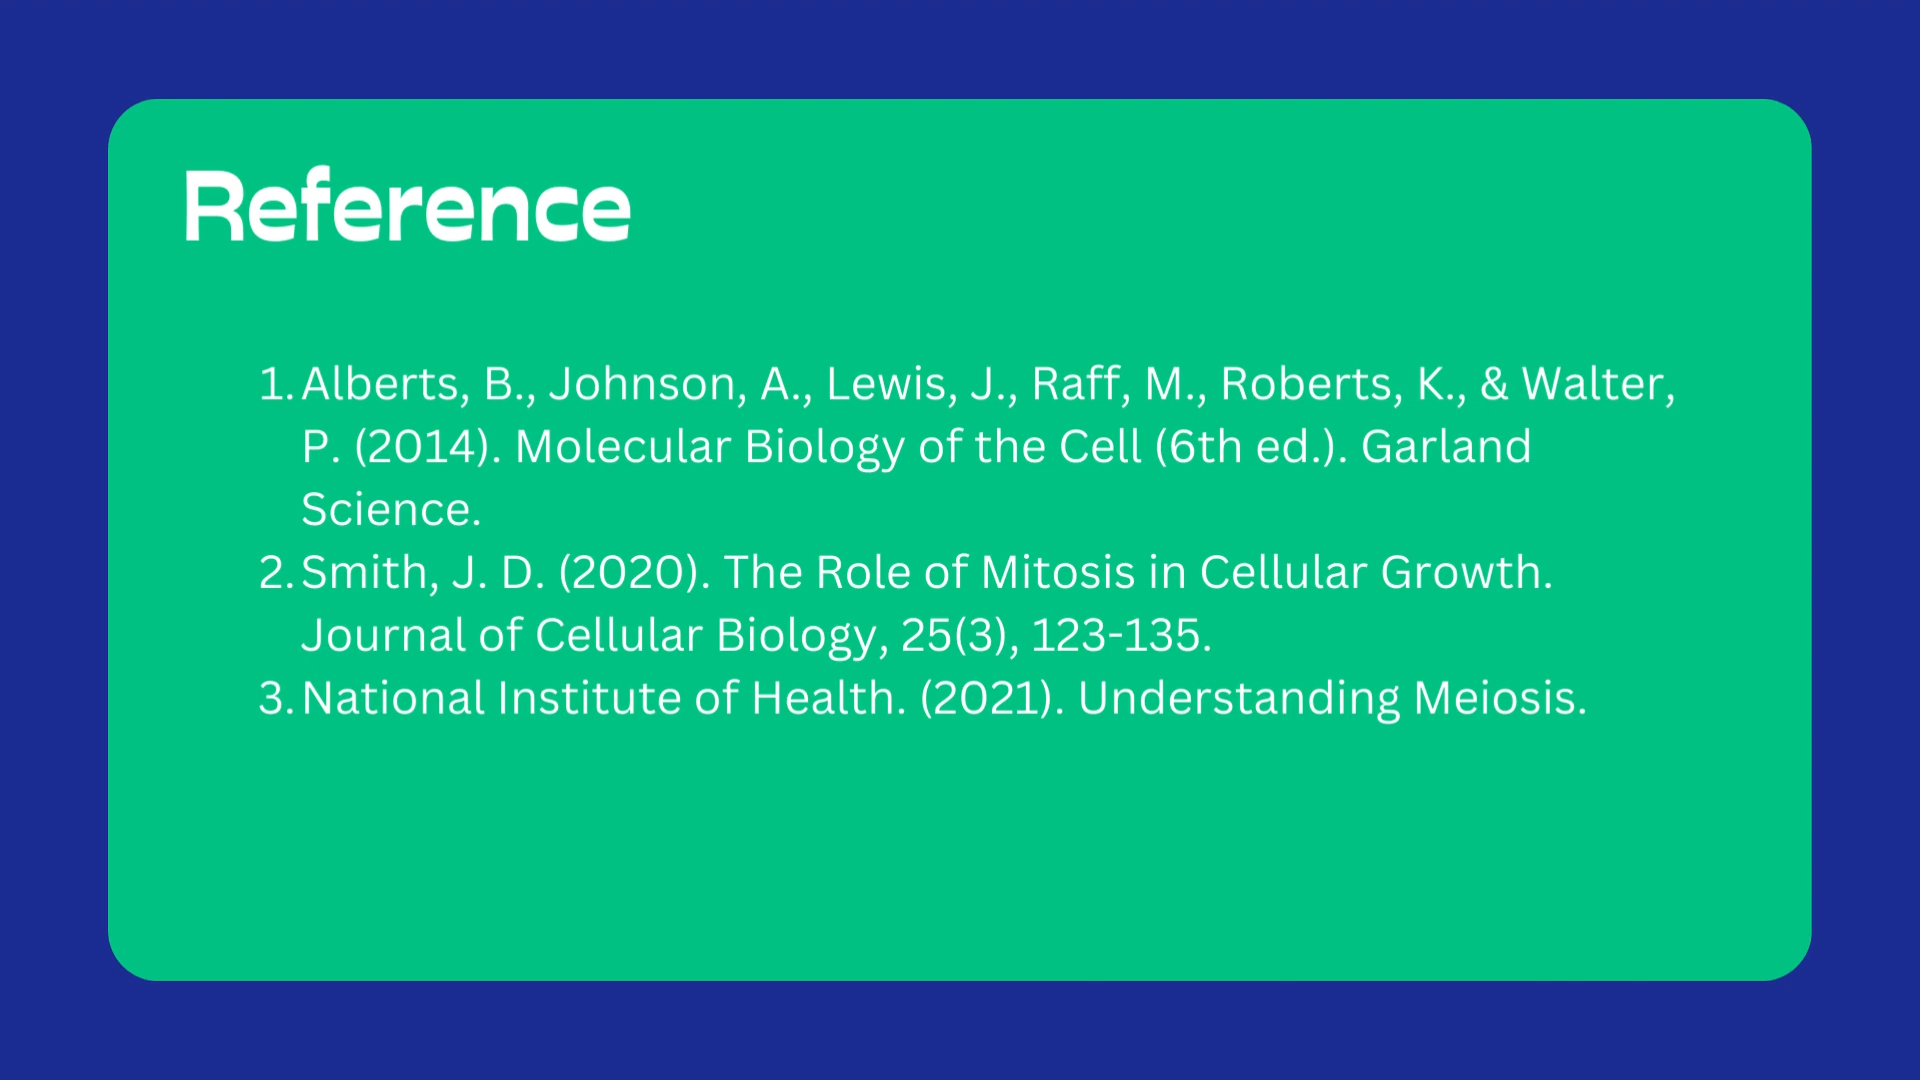 Reference
1. Alberts, B., Johnson, A., Lewis, J., Raff, M., Roberts, K., & Walter,
P. (2014). Molecular Biology of the Cell (6th ed.). Garland
Science.
2. Smith, J. D. (2020). The Role of Mitosis in Cellular Growth.
Journal of Cellular Biology, 25(3), 123-135.
3. National Institute of Health. (2021). Understanding Meiosis.